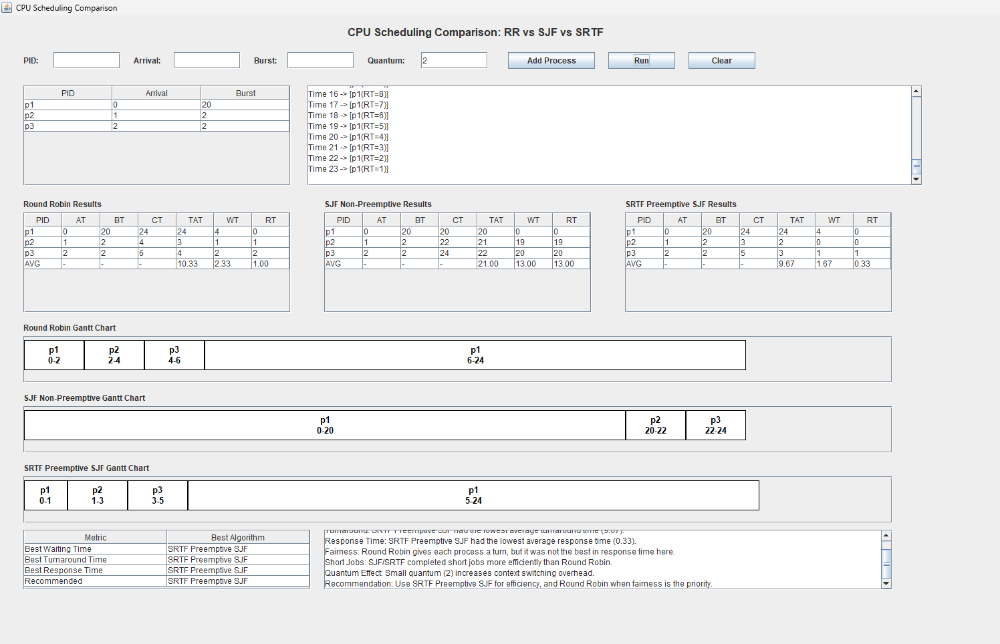 CPU Scheduling Comparison
CPU Scheduling Comparison: RR vs SJF vs SRTF
PID: Arrival: Burst: Quantum: 2 Add Process Run Clear
PID Arrival Burst
p1 0 20
p2 1 2
p3 2 2
Time 16 -> [p1(RT=8)]
Time 17 -> [p1(RT=7)]
Time 18 -> [p1(RT=6)]
Time 19 -> [p1(RT=5)]
Time 20 -> [p1(RT=4)]
Time 21 -> [p1(RT=3)]
Time 22 -> [p1(RT=2)]
Time 23 -> [p1(RT=1)]
Round Robin Results
PID AT BT CT TAT WT RT
p1 0 20 24 24 4 0
p2 1 2 4 3 1 1
p3 2 2 6 4 2 2
AVG - - - 10.33 2.33 1.00
SJF Non-Preemptive Results
PID AT BT CT TAT WT RT
p1 0 20 20 20 0 0
p2 1 2 22 21 19 19
p3 2 2 24 22 20 20
AVG - - - 21.00 13.00 13.00
SRTF Preemptive SJF Results
PID AT BT CT TAT WT RT
p1 0 20 24 24 4 0
p2 1 2 3 2 0 0
p3 2 2 5 3 1 1
AVG - - - 9.67 1.67 0.33
Round Robin Gantt Chart
p1 p2 p3 p1
0-2 2-4 4-6 6-24
SJF Non-Preemptive Gantt Chart
p1 p2 p3
0-20 20-22 22-24
SRTF Preemptive SJF Gantt Chart
p1 p2 p3 p1
0-1 1-3 3-5 5-24
Metric Best Algorithm
Best Waiting Time SRTF Preemptive SJF
Best Turnaround Time SRTF Preemptive SJF
Best Response Time SRTF Preemptive SJF
Recommended SRTF Preemptive SJF
Turnaround: SRTF Preemptive SJF had the lowest average turnaround time (9.67).
Response Time: SRTF Preemptive SJF had the lowest average response time (0.33).
Fairness: Round Robin gives each process a turn, but it was not the best in response time here.
Short Jobs: SJF/SRTF completed short jobs more efficiently than Round Robin.
Quantum Effect: Small quantum (2) increases context switching overhead.
Recommendation: Use SRTF Preemptive SJF for efficiency, and Round Robin when fairness is the priority.